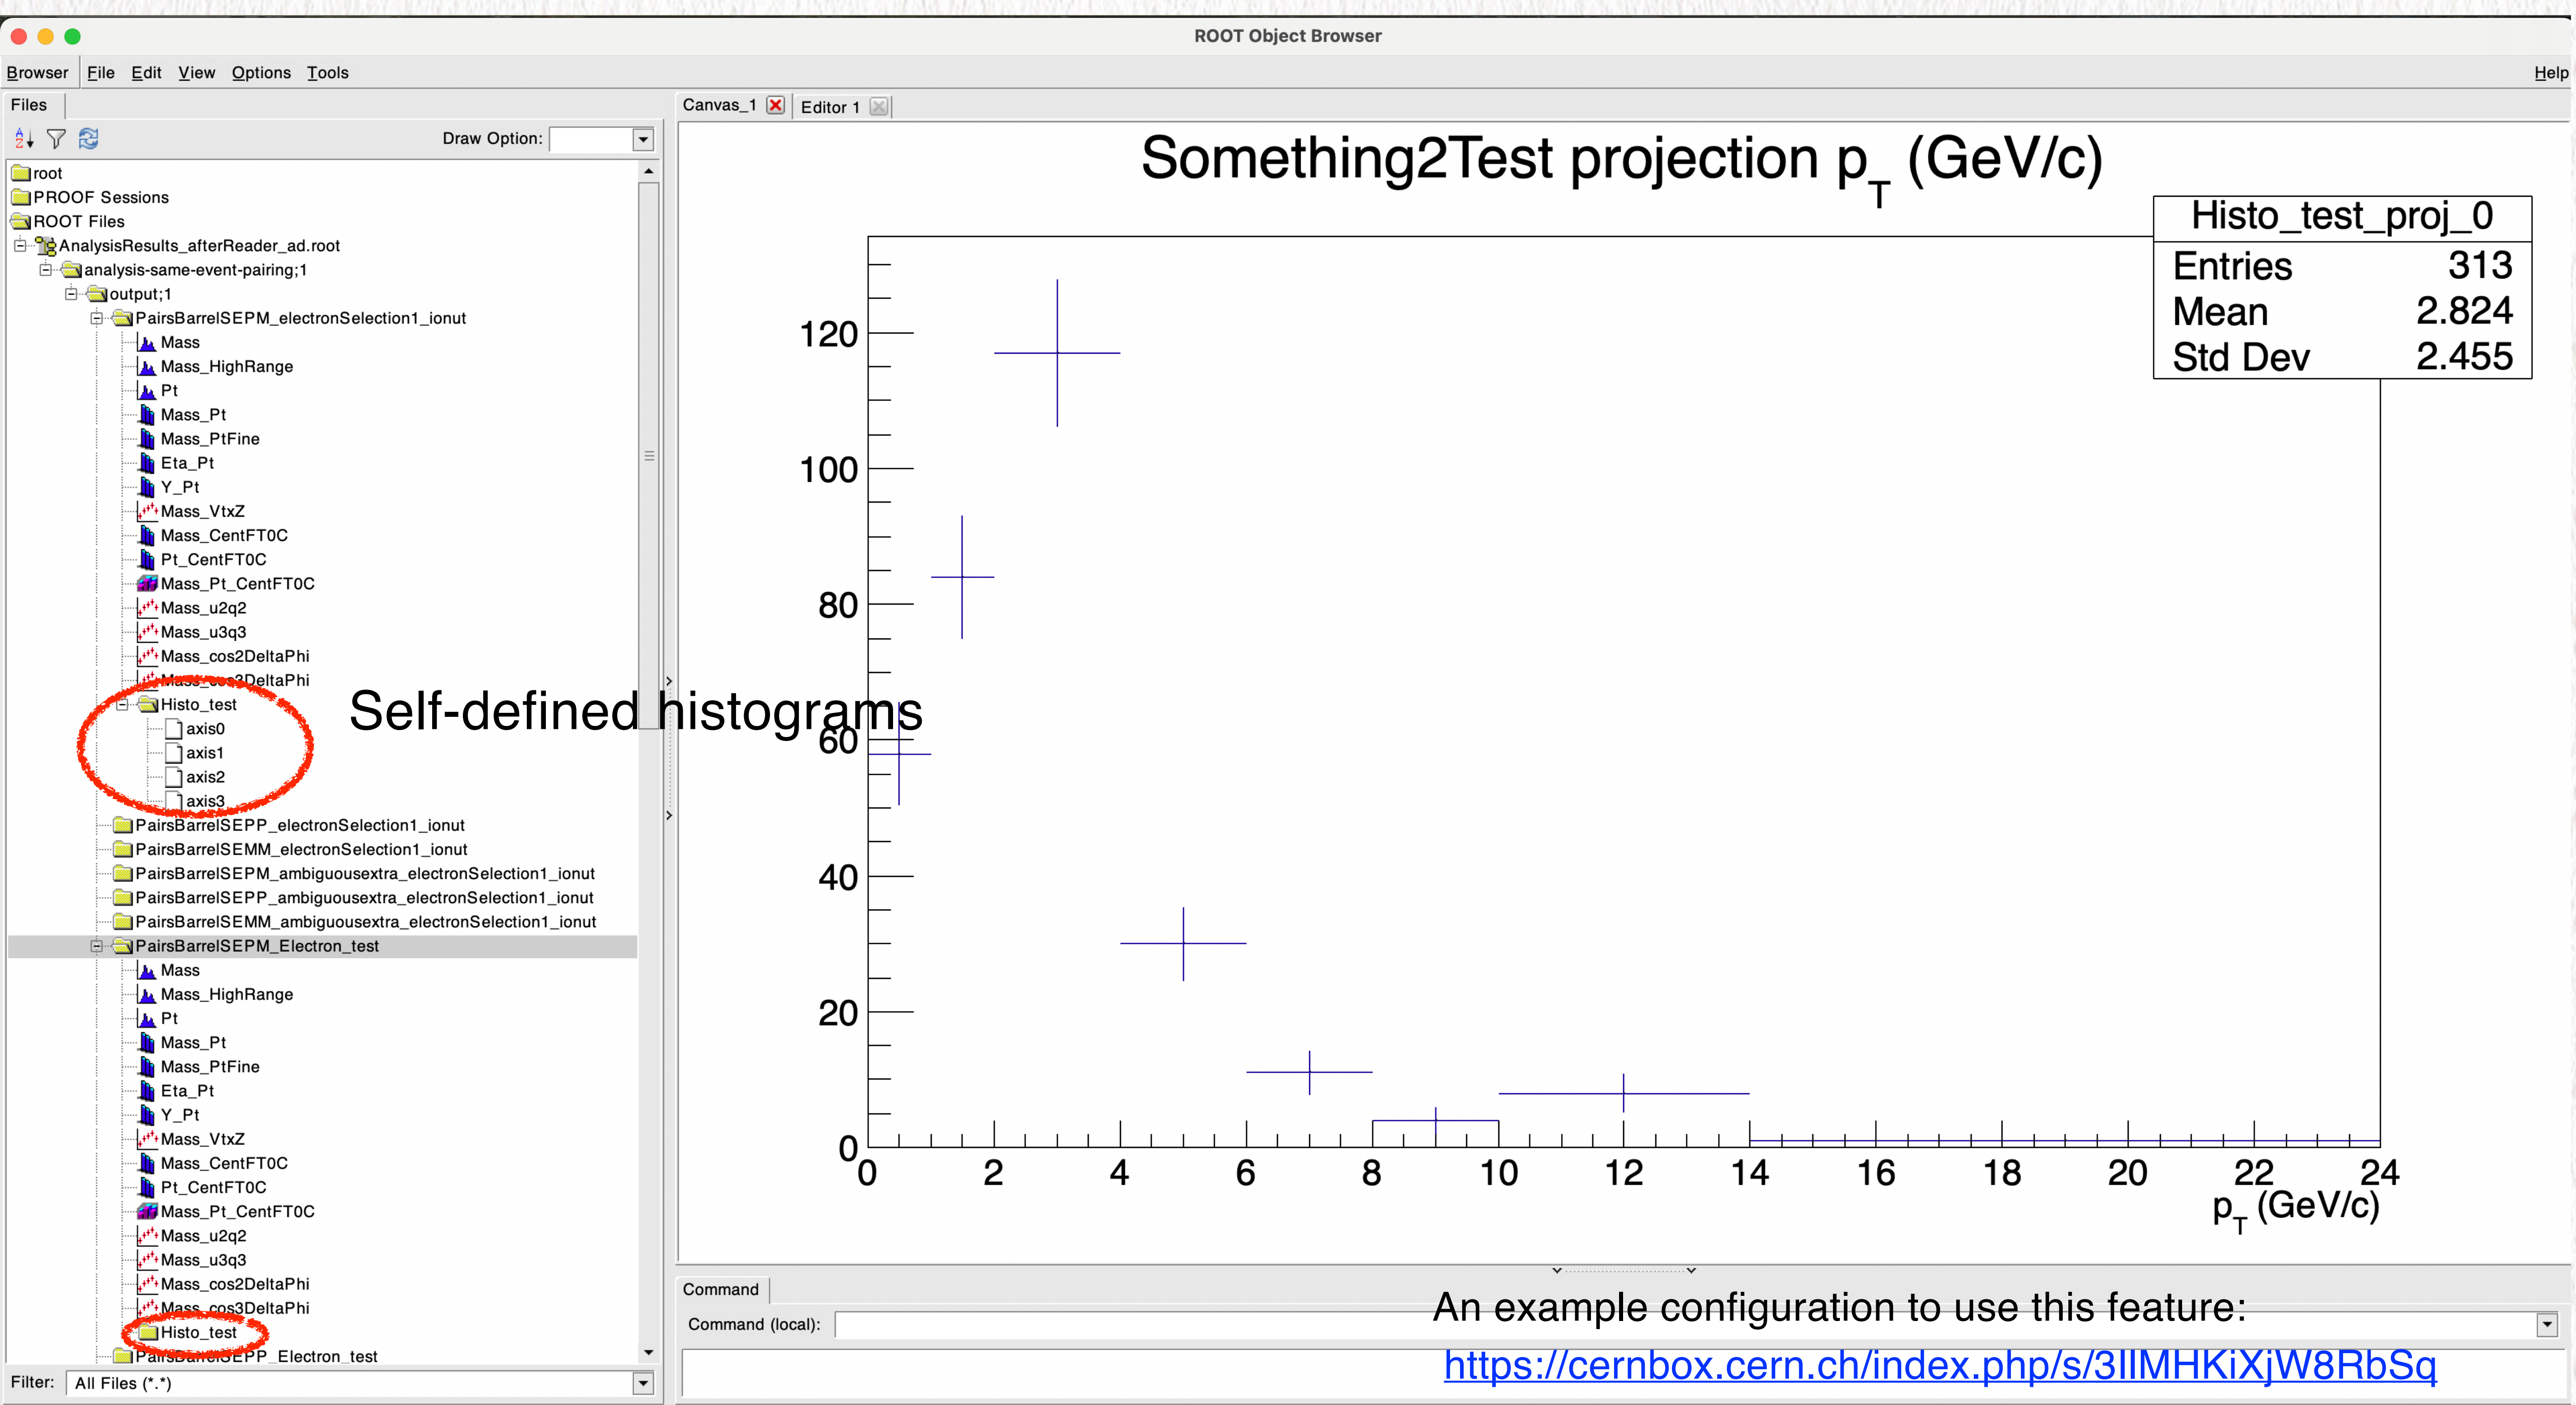 ROOT Object Browser
Browser File Edit View Options Tools Help
Files
Draw Option:
root
PROOF Sessions
ROOT Files
AnalysisResults_afterReader_ad.root
analysis-same-event-pairing;1
output;1
PairsBarrelSEPM_electronSelection1_ionut
Mass
Mass_HighRange
Pt
Mass_Pt
Mass_PtFine
Eta_Pt
Y_Pt
Mass_VtxZ
Mass_CentFT0C
Pt_CentFT0C
Mass_Pt_CentFT0C
Mass_u2q2
Mass_u3q3
Mass_cos2DeltaPhi
Mass_cos3DeltaPhi
Histo_test
axis0
axis1
axis2
axis3
PairsBarrelSEPP_electronSelection1_ionut
PairsBarrelSEMM_electronSelection1_ionut
PairsBarrelSEPM_ambiguousextra_electronSelection1_ionut
PairsBarrelSEPP_ambiguousextra_electronSelection1_ionut
PairsBarrelSEMM_ambiguousextra_electronSelection1_ionut
PairsBarrelSEPM_Electron_test
Mass
Mass_HighRange
Pt
Mass_Pt
Mass_PtFine
Eta_Pt
Y_Pt
Mass_VtxZ
Mass_CentFT0C
Pt_CentFT0C
Mass_Pt_CentFT0C
Mass_u2q2
Mass_u3q3
Mass_cos2DeltaPhi
Mass_cos3DeltaPhi
Histo_test
PairsBarrelSEPP_Electron_test
Filter: All Files (*.*)
Self-defined histograms
Canvas_1 Editor 1
Something2Test projection p_T (GeV/c)
Histo_test_proj_0
Entries 313
Mean 2.824
Std Dev 2.455
120
100
80
60
40
20
0
0 2 4 6 8 10 12 14 16 18 20 22 24
p_T (GeV/c)
Command
Command (local):
An example configuration to use this feature:
https://cernbox.cern.ch/index.php/s/3IIMHKiXjW8RbSq